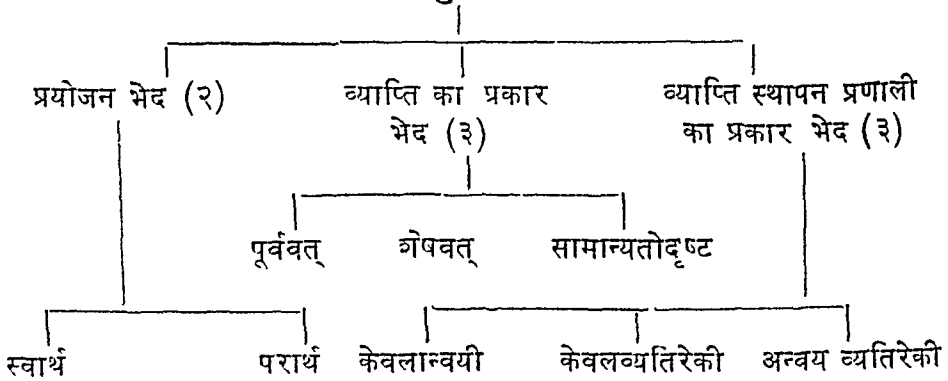 प्रयोजन भेद (२) व्याप्ति का प्रकार व्याप्ति स्थापन प्रणाली
भेद (३) का प्रकार भेद (३)
पूर्ववत् शेषवत् सामान्यतोदृष्ट
स्वार्थ परार्थ केवलान्वयी केवलव्यतिरेकी अन्वय व्यतिरेकी